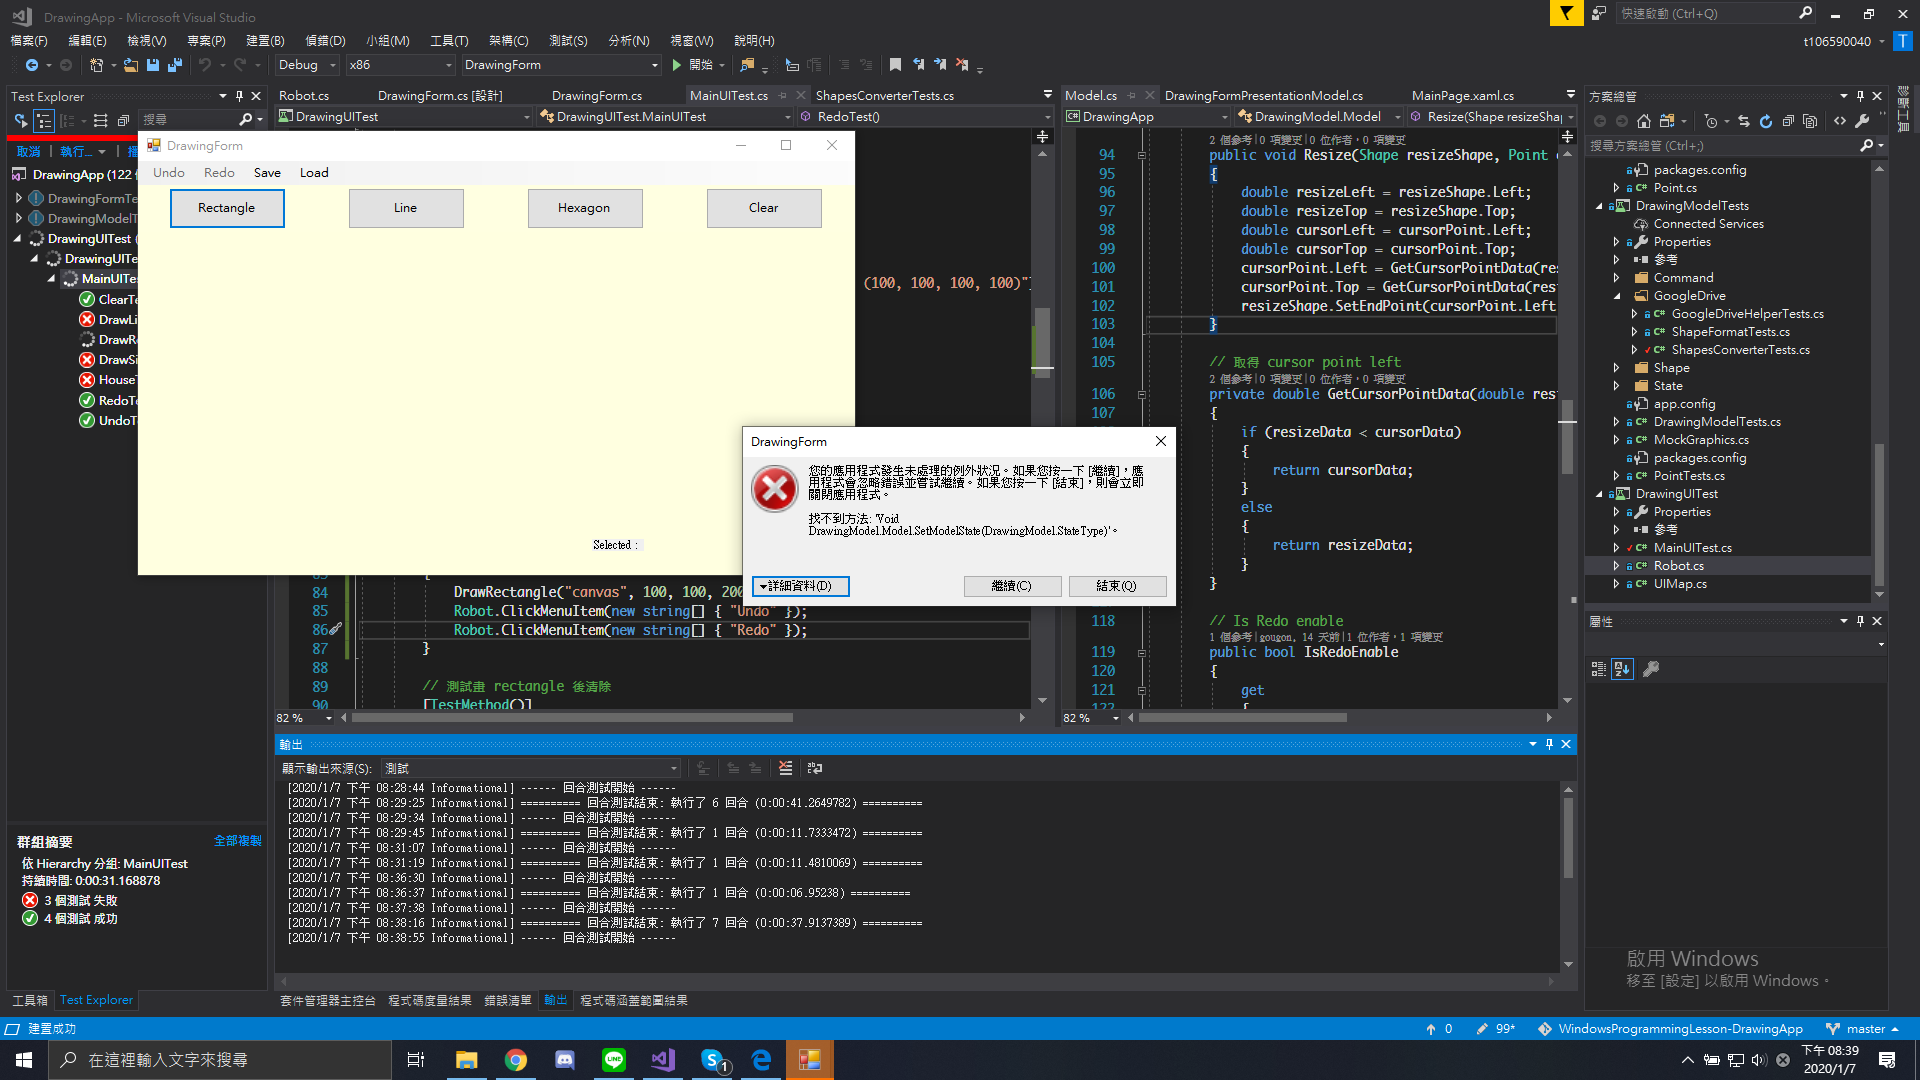 DrawingApp - Microsoft Visual Studio
快速啟動 (Ctrl+Q)
檔案(F) 編輯(E) 檢視(V) 專案(P) 建置(B) 偵錯(D) 小組(M) 工具(T) 架構(C) 測試(S) 分析(N) 視窗(W) 說明(H)
t106590040
T
Debug x86 DrawingForm 開始
Test Explorer
搜尋
取消 執行...
DrawingApp (122
DrawingFormTe
DrawingModelT
DrawingUITest (
DrawingUITe
MainUITes
ClearTe
DrawLi
DrawRe
DrawSi
HouseT
RedoTe
UndoTe
群組摘要
全部複製
依 Hierarchy 分組: MainUITest
持續時間: 0:00:31.168878
3 個測試 失敗
4 個測試 成功
工具箱 Test Explorer
Robot.cs DrawingForm.cs [設計] DrawingForm.cs MainUITest.cs ShapesConverterTests.cs
DrawingUITest DrawingUITest.MainUITest RedoTest()
DrawingForm
Undo Redo Save Load
Rectangle Line Hexagon Clear
Selected :
(100, 100, 100, 100)"]
84 DrawRectangle("canvas", 100, 100, 200
85 Robot.ClickMenuItem(new string[] { "Undo" });
86 Robot.ClickMenuItem(new string[] { "Redo" });
87 }
88
89 // 測試畫 rectangle 後清除
90 [TestMethod()]
82 %
DrawingForm
您的應用程式發生未處理的例外狀況。如果您按一下 [繼續]，應
用程式會忽略錯誤並嘗試繼續。如果您按一下 [結束]，則會立即
關閉應用程式。
找不到方法: 'Void
DrawingModel.Model.SetModelState(DrawingModel.StateType)'。
詳細資料(D) 繼續(C) 結束(Q)
Model.cs DrawingFormPresentationModel.cs MainPage.xaml.cs
DrawingApp DrawingModel.Model Resize(Shape resizeShap
2 個參考|0 項變更|0 位作者，0 項變更
94 public void Resize(Shape resizeShape, Point
95 {
96 double resizeLeft = resizeShape.Left;
97 double resizeTop = resizeShape.Top;
98 double cursorLeft = cursorPoint.Left;
99 double cursorTop = cursorPoint.Top;
100 cursorPoint.Left = GetCursorPointData(res
101 cursorPoint.Top = GetCursorPointData(rest
102 resizeShape.SetEndPoint(cursorPoint.Left
103 }
104
105 // 取得 cursor point left
2 個參考|0 項變更|0 位作者，0 項變更
106 private double GetCursorPointData(double res
107 {
if (resizeData < cursorData)
{
return cursorData;
}
else
{
return resizeData;
}
}
118 // Is Redo enable
1 個參考|gougon, 14 天前|1 位作者，1 項變更
119 public bool IsRedoEnable
120 {
121 get
122 {
82 %
輸出
顯示輸出來源(S): 測試
[2020/1/7 下午 08:28:44 Informational] ------ 回合測試開始 ------
[2020/1/7 下午 08:29:25 Informational] ========== 回合測試結束: 執行了 6 回合 (0:00:41.2649782) ==========
[2020/1/7 下午 08:29:34 Informational] ------ 回合測試開始 ------
[2020/1/7 下午 08:29:45 Informational] ========== 回合測試結束: 執行了 1 回合 (0:00:11.7333472) ==========
[2020/1/7 下午 08:31:07 Informational] ------ 回合測試開始 ------
[2020/1/7 下午 08:31:19 Informational] ========== 回合測試結束: 執行了 1 回合 (0:00:11.4810069) ==========
[2020/1/7 下午 08:36:30 Informational] ------ 回合測試開始 ------
[2020/1/7 下午 08:36:37 Informational] ========== 回合測試結束: 執行了 1 回合 (0:00:06.95238) ==========
[2020/1/7 下午 08:37:38 Informational] ------ 回合測試開始 ------
[2020/1/7 下午 08:38:16 Informational] ========== 回合測試結束: 執行了 7 回合 (0:00:37.9137389) ==========
[2020/1/7 下午 08:38:55 Informational] ------ 回合測試開始 ------
套件管理器主控台 程式碼度量結果 錯誤清單 輸出 程式碼涵蓋範圍結果
方案總管
搜尋方案總管 (Ctrl+;)
packages.config
Point.cs
DrawingModelTests
Connected Services
Properties
參考
Command
GoogleDrive
GoogleDriveHelperTests.cs
ShapeFormatTests.cs
ShapesConverterTests.cs
Shape
State
app.config
DrawingModelTests.cs
MockGraphics.cs
packages.config
PointTests.cs
DrawingUITest
Properties
參考
MainUITest.cs
Robot.cs
UIMap.cs
屬性
啟用 Windows
移至 [設定] 以啟用 Windows。
建置成功
0 99* WindowsProgrammingLesson-DrawingApp master
在這裡輸入文字來搜尋
LINE
1
下午 08:39
2020/1/7